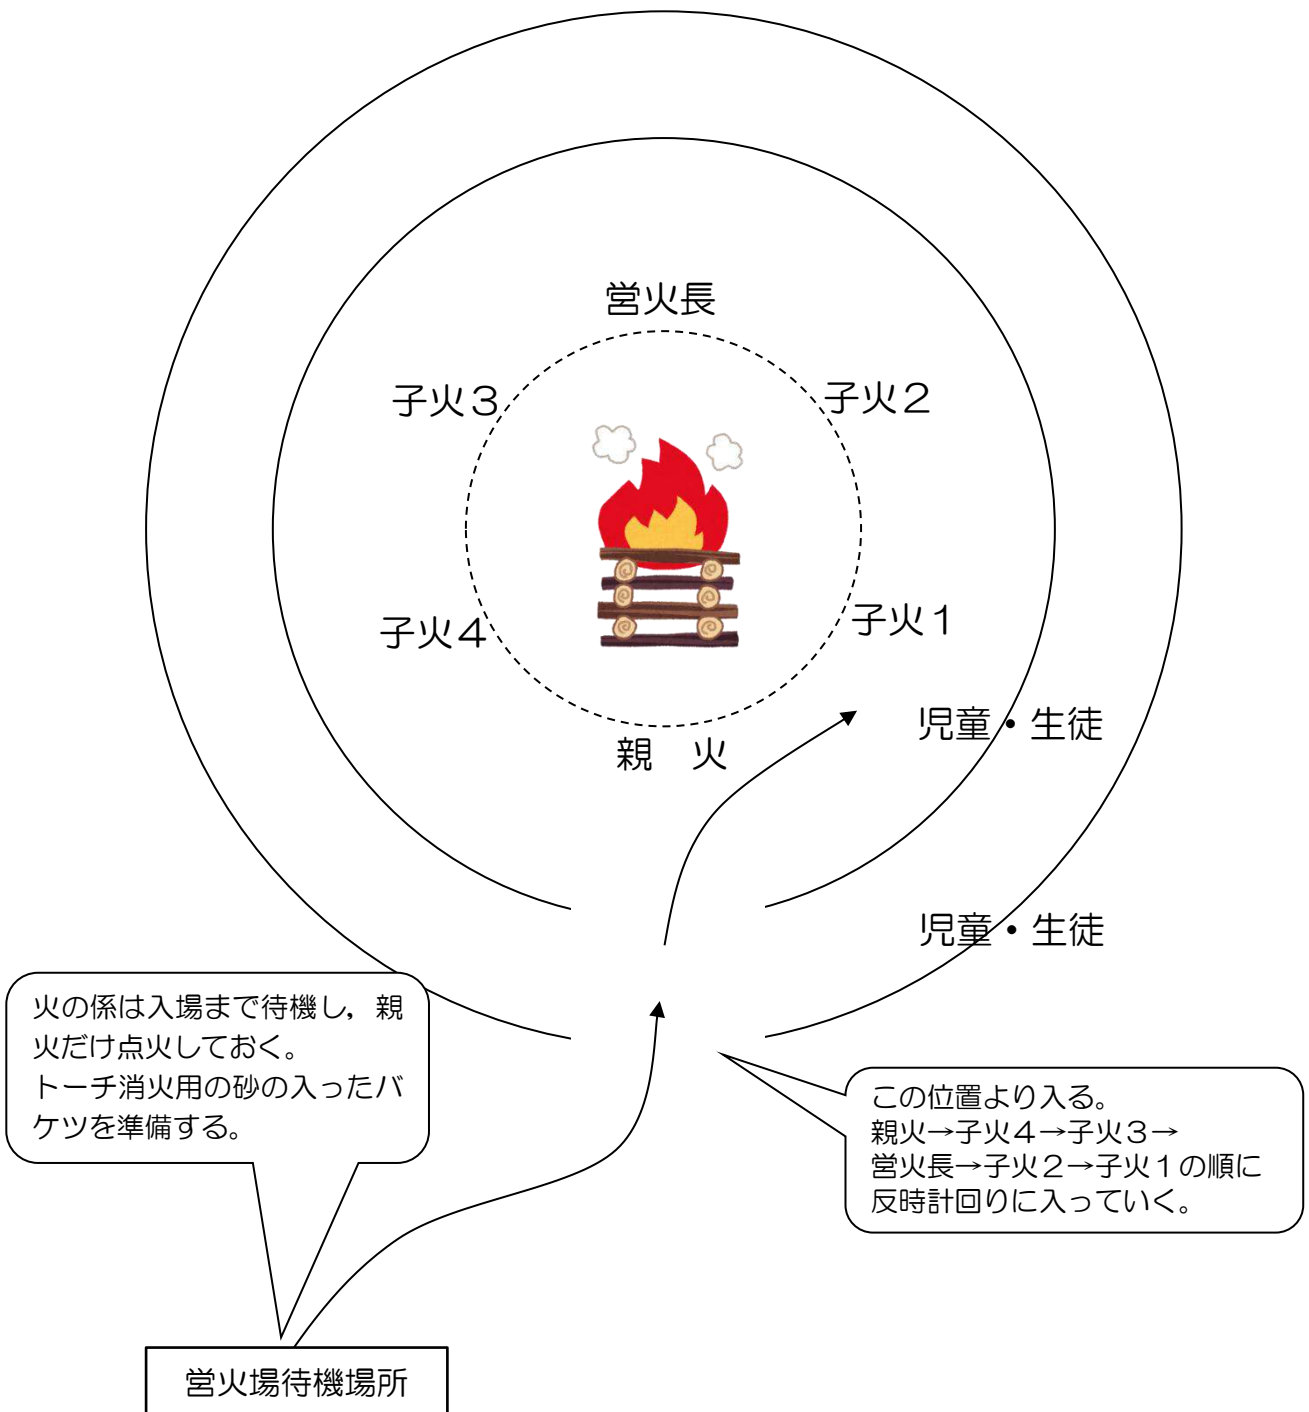 営火長
子火３
子火２
子火４
子火１
親　火
児童・生徒
児童・生徒
火の係は入場まで待機し，親
火だけ点火しておく。
トーチ消火用の砂の入ったバ
ケツを準備する。
この位置より入る。
親火→子火４→子火３→
営火長→子火２→子火１の順に
反時計回りに入っていく。
営火場待機場所